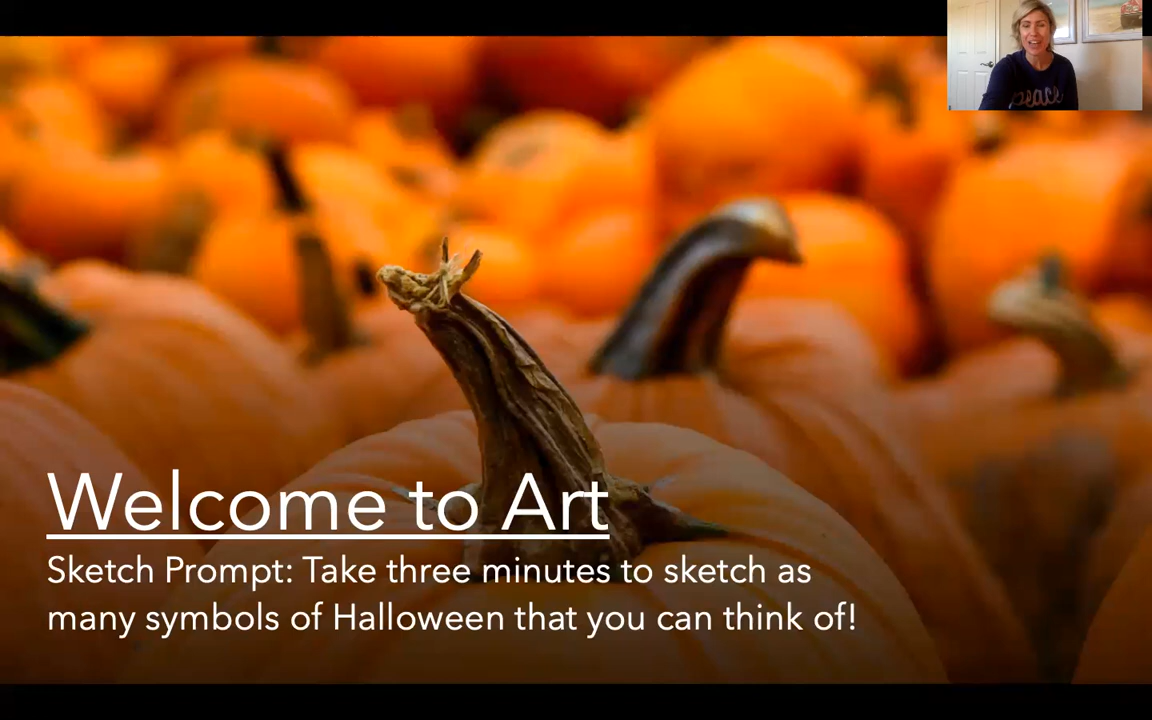 peace
Welcome to Art
Sketch Prompt: Take three minutes to sketch as
many symbols of Halloween that you can think of!